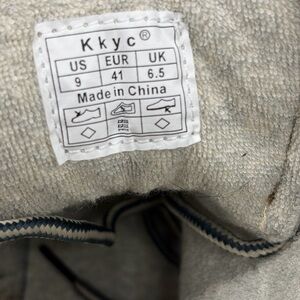 Kkyc®
US EUR UK
9 41 6.5
Made in China